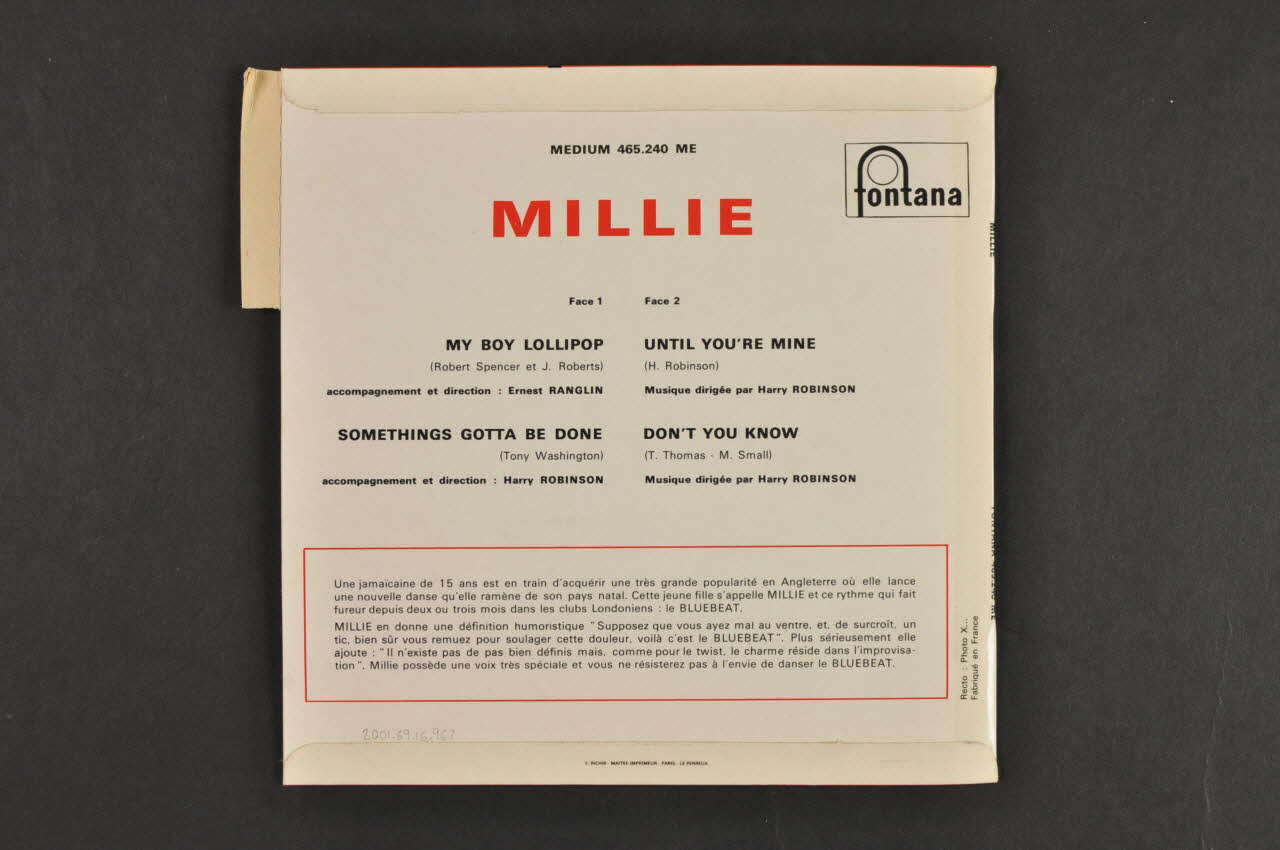 MEDIUM 465.240 ME
fontana
MILLIE
Face 1
MY BOY LOLLIPOP
(Robert Spencer et J. Roberts)
accompagnement et direction : Ernest RANGLIN
SOMETHINGS GOTTA BE DONE
(Tony Washington)
accompagnement et direction : Harry ROBINSON
Face 2
UNTIL YOU'RE MINE
(H. Robinson)
Musique dirigée par Harry ROBINSON
DON'T YOU KNOW
(T. Thomas - M. Small)
Musique dirigée par Harry ROBINSON
Une jamaïcaine de 15 ans est en train d'acquérir une très grande popularité en Angleterre où elle lance
une nouvelle danse qu'elle ramène de son pays natal. Cette jeune fille s'appelle MILLIE et ce rythme qui fait
fureur depuis deux ou trois mois dans les clubs Londoniens : le BLUEBEAT.
MILLIE en donne une définition humoristique "Supposez que vous ayez mal au ventre, et, de surcroît, un
tic, bien sûr vous remuez pour soulager cette douleur, voilà c'est le BLUEBEAT". Plus sérieusement elle
ajoute : "Il n'existe pas de pas bien définis mais, comme pour le twist, le charme réside dans l'improvisa-
tion". Millie possède une voix très spéciale et vous ne résisterez pas à l'envie de danser le BLUEBEAT.
Recto : Photo X...
Fabriqué en France
MILLIE
2001.69.16.967
RICHIR - MAITRE-IMPRIMEUR - PARIS - LE PERREUX